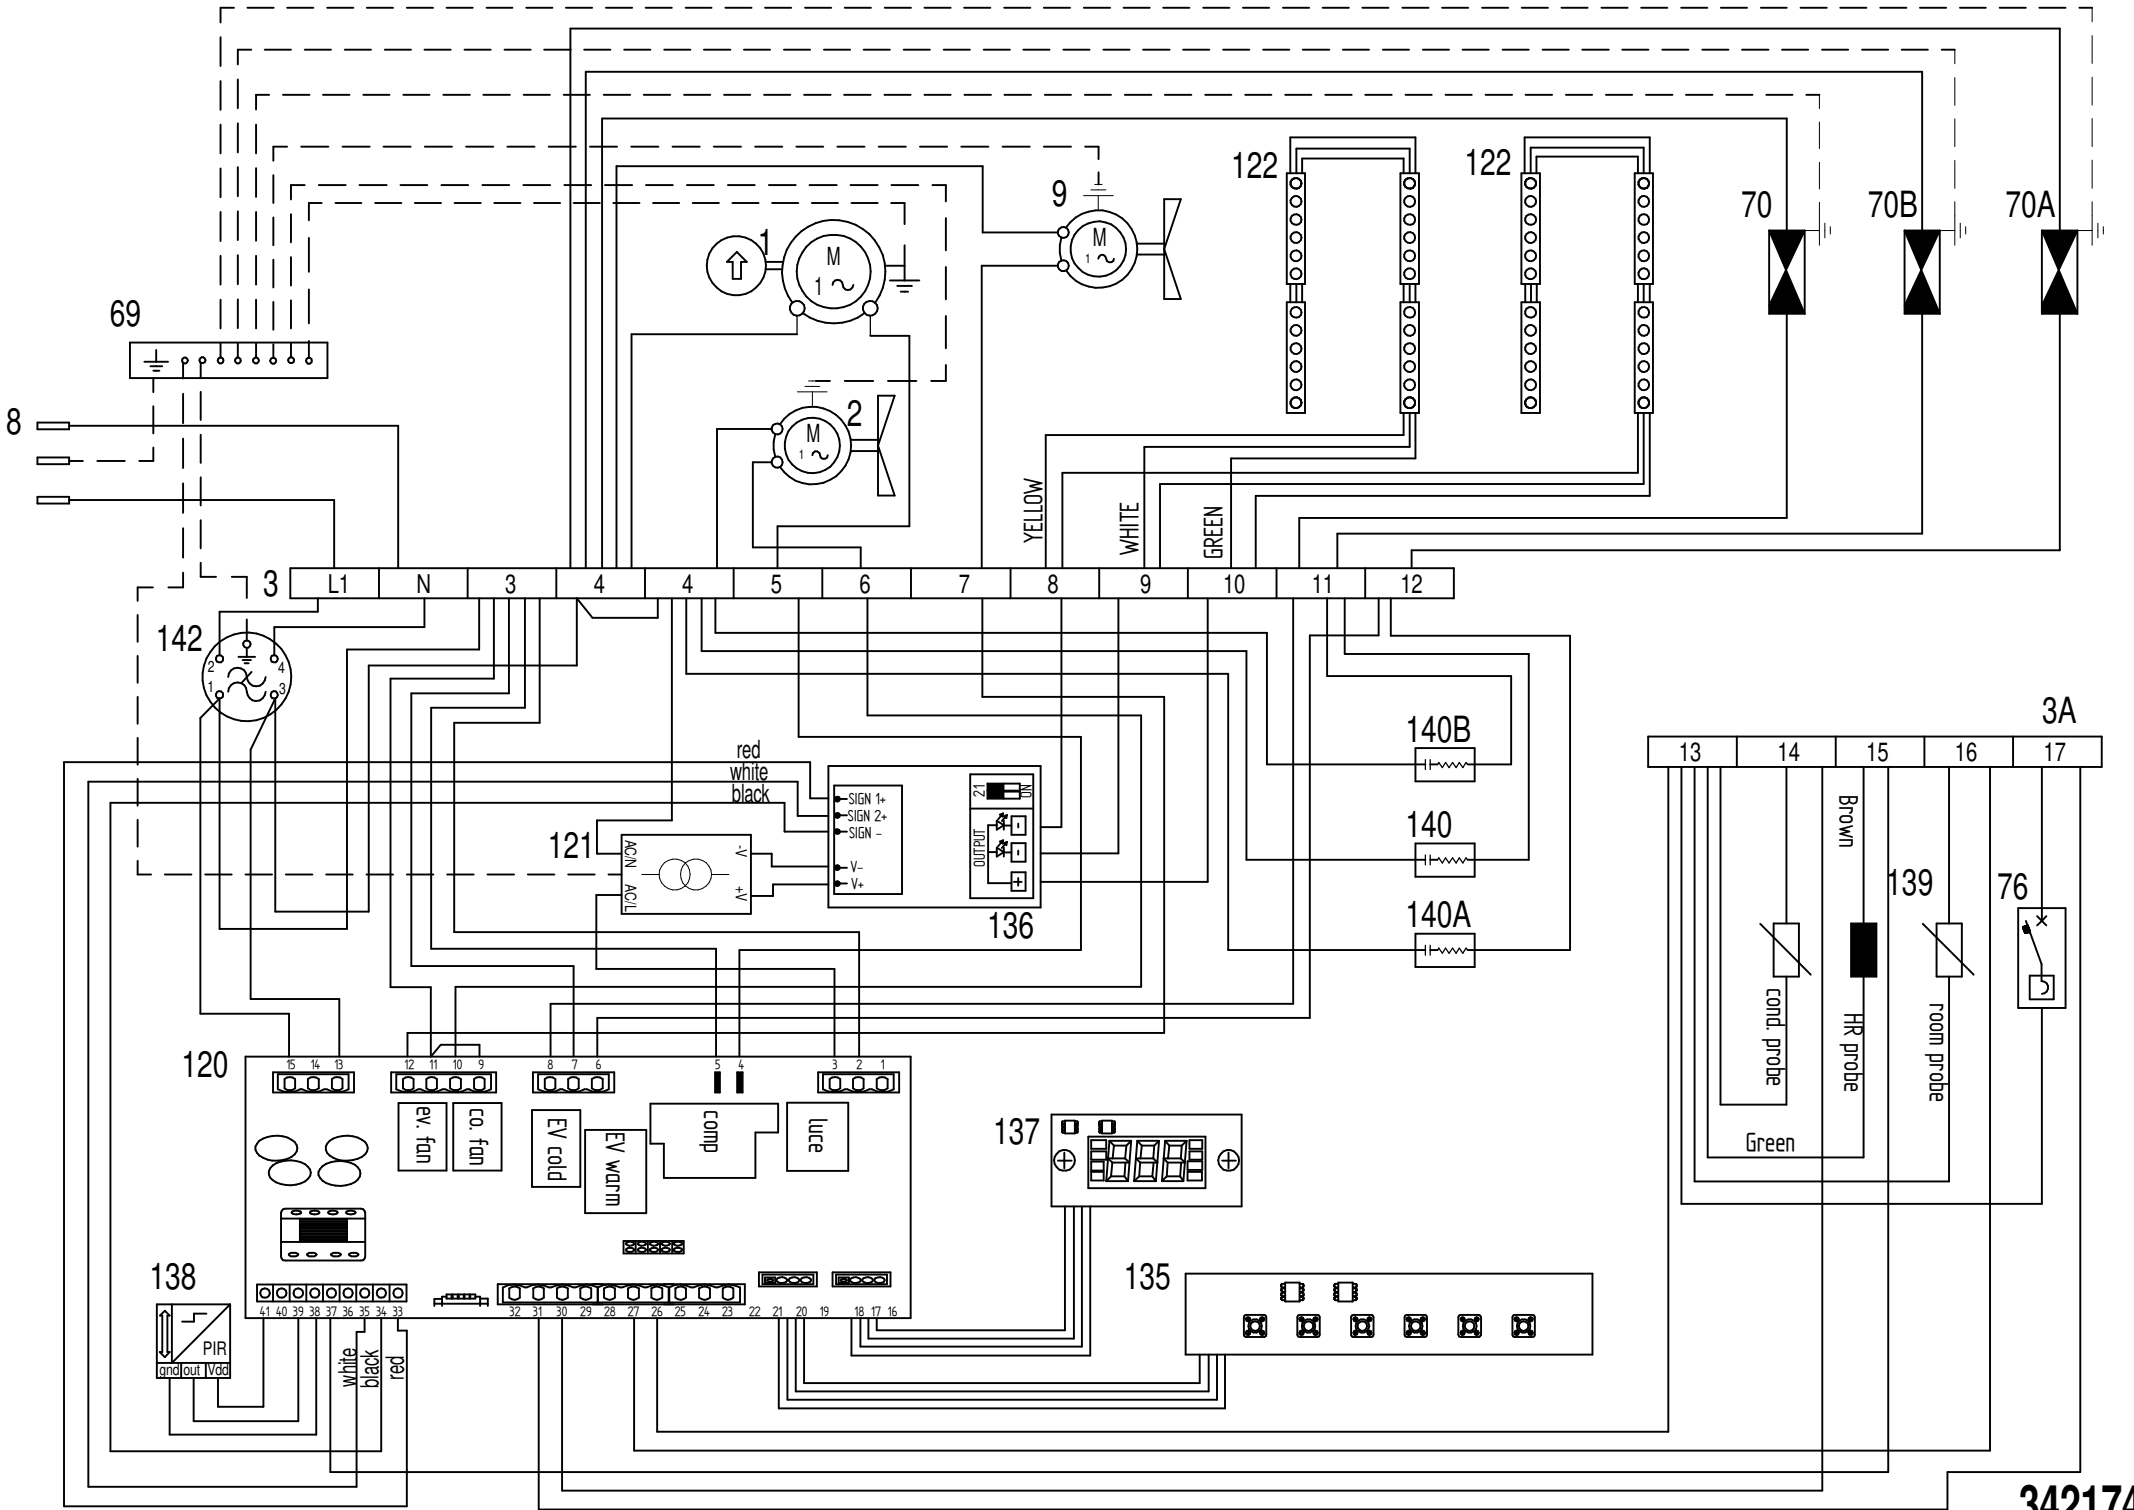 122
122
9
70
70B
70A
1
M
1
M
1
69
8
2
M
1
YELLOW
WHITE
GREEN
3
L1
N
3
4
4
5
6
7
8
9
10
11
12
142
2
4
1
3
3A
13
14
15
16
17
red
white
black
SIGN 1+
SIGN 2+
SIGN -
V-
V+
21
ON
OUTPUT
-
-
+
136
121
AC/N
AC/L
-V
+V
140B
140
140A
Brown
139
76
cond. probe
HR probe
room probe
Green
120
15 14 13
12 11 10 9
8 7 6
5 4
3 2 1
ev. fan
co. fan
EV cold
EV warm
comp
luce
137
138
PIR
gnd out Vdd
135
41 40 39 38 37 36 35 34 33
32 31 30 29 28 27 26 25 24 23
22 21 20 19
18 17 16
white
black
red
342174